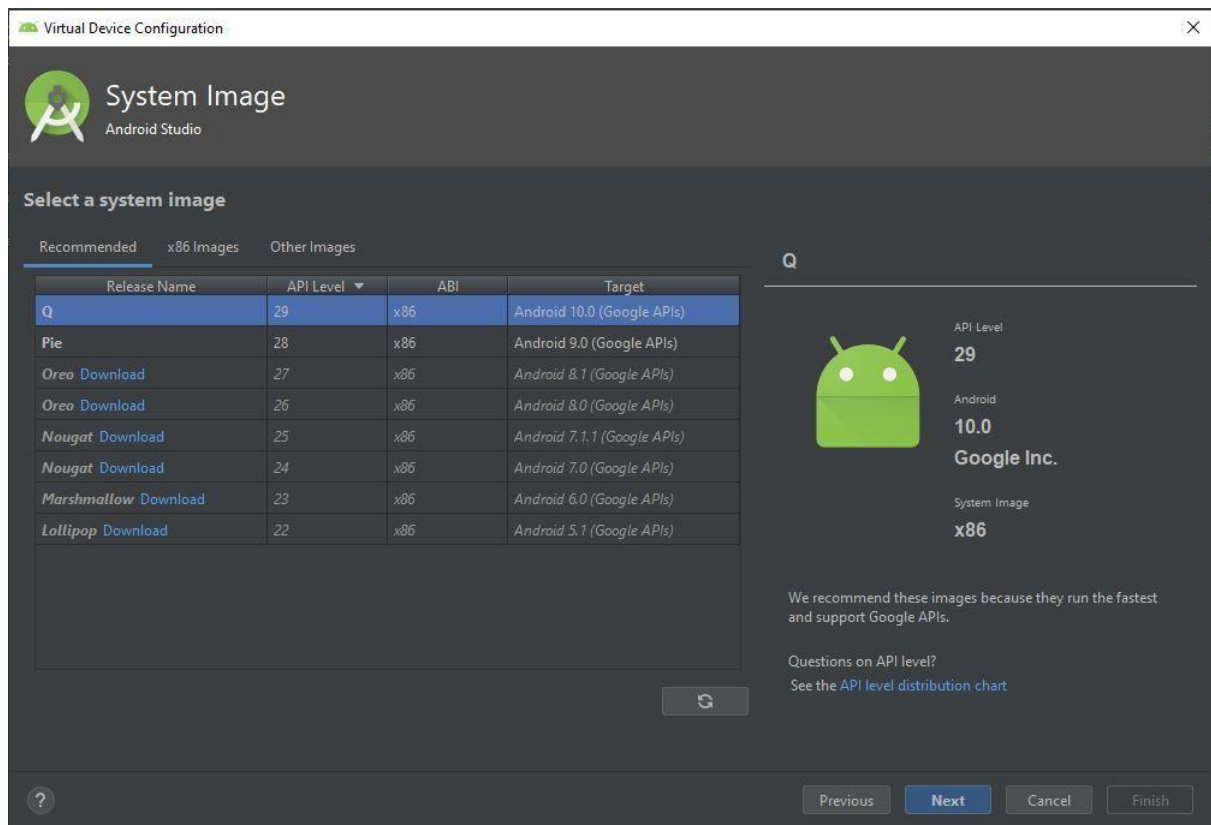 Virtual Device Configuration
System Image
Android Studio
Select a system image
Recommended x86 Images Other Images
Release Name API Level ABI Target
Q 29 x86 Android 10.0 (Google APIs)
Pie 28 x86 Android 9.0 (Google APIs)
Oreo Download 27 x86 Android 8.1 (Google APIs)
Oreo Download 26 x86 Android 8.0 (Google APIs)
Nougat Download 25 x86 Android 7.1.1 (Google APIs)
Nougat Download 24 x86 Android 7.0 (Google APIs)
Marshmallow Download 23 x86 Android 6.0 (Google APIs)
Lollipop Download 22 x86 Android 5.1 (Google APIs)
Q
API Level
29
Android
10.0
Google Inc.
System Image
x86
We recommend these images because they run the fastest
and support Google APIs.
Questions on API level?
See the API level distribution chart
? Previous Next Cancel Finish